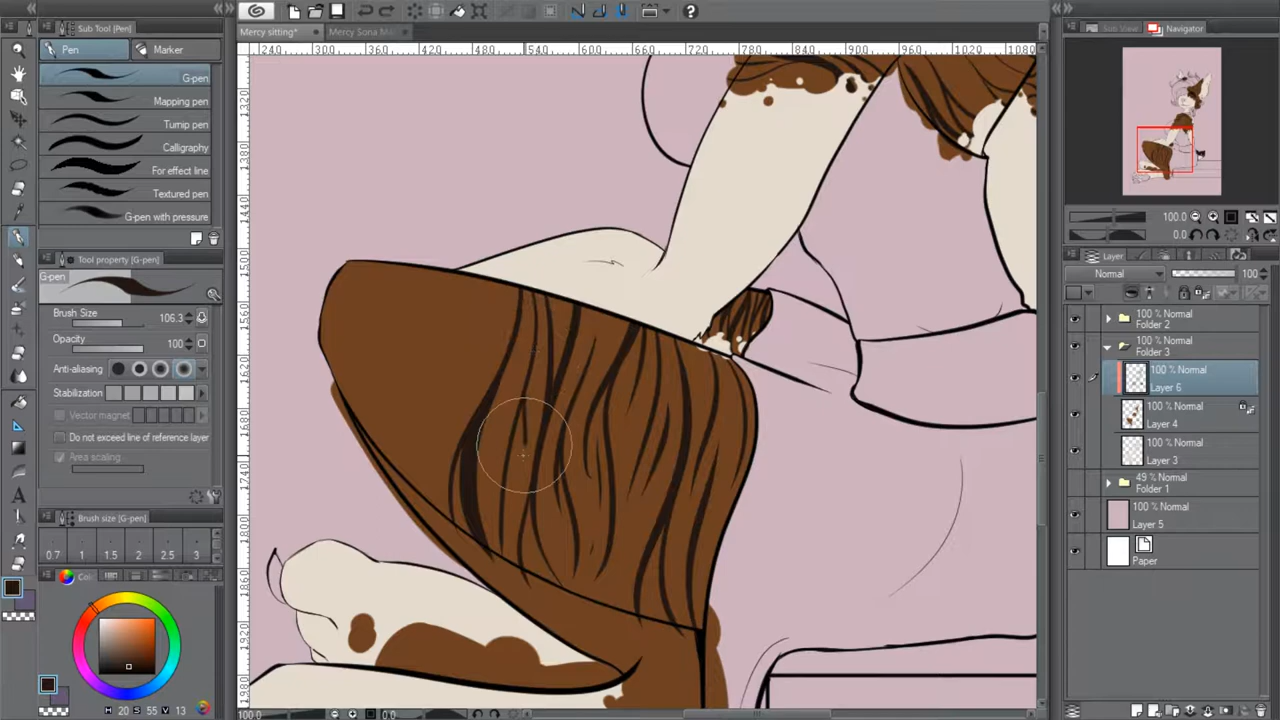 Sub Tool [Pen]
Pen
Marker
G-pen
Mapping pen
Turnip pen
Calligraphy
For effect line
Textured pen
G-pen with pressure
Tool property [G-pen]
G-pen
Brush Size 106.3
Opacity 100
Anti-aliasing
Stabilization
Vector magnet
Do not exceed line of reference layer
Area scaling
Brush size [G-pen]
0.7 1 1.5 2 2.5 3
H 20 S 55 V 13
Mercy sitting*
240 300 360 420 480 540 600 660 720 780 840 900 960 1020 1080
1320
1380
1440
1500
1560
1620
1680
1740
1800
1860
1920
1980
100.0 0.0
Sub View
Navigator
100.0
0.0
Layer
Normal 100
100 % Normal
Folder 2
100 % Normal
Folder 3
100 % Normal
Layer 6
100 % Normal
Layer 4
100 % Normal
Layer 3
49 % Normal
Folder 1
100 % Normal
Layer 5
Paper